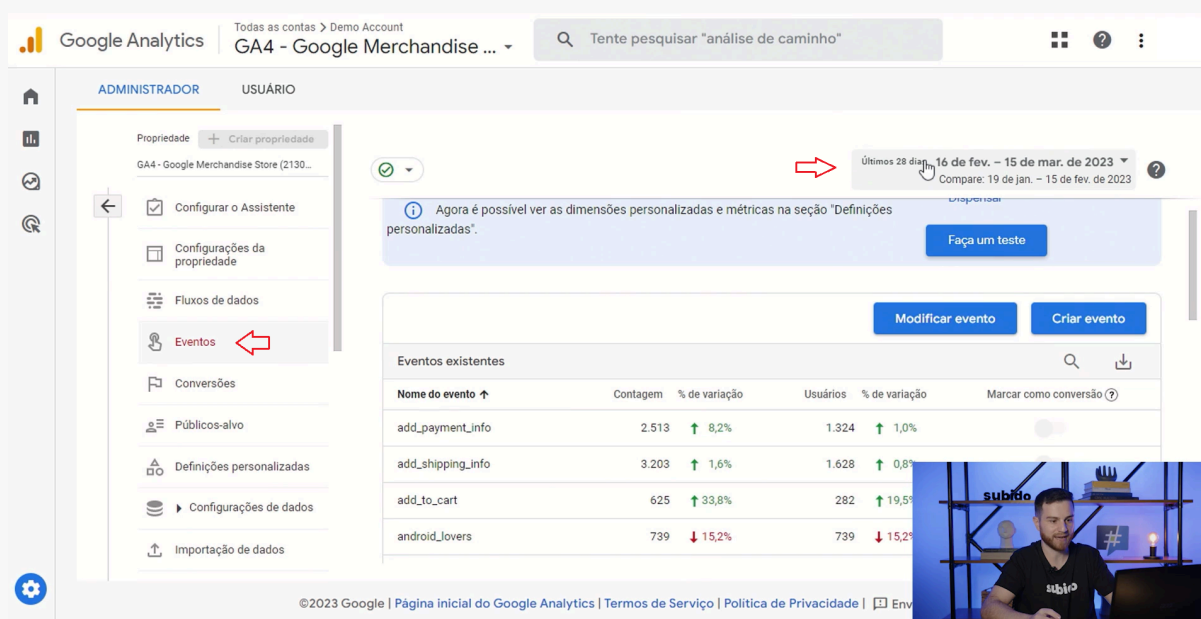 Google Analytics
Todas as contas > Demo Account
GA4 - Google Merchandise ...
Tente pesquisar "análise de caminho"
ADMINISTRADOR
USUÁRIO
Propriedade
+ Criar propriedade
GA4 - Google Merchandise Store (2130...
Configurar o Assistente
Configurações da
propriedade
Fluxos de dados
Eventos
Conversões
Públicos-alvo
Definições personalizadas
Configurações de dados
Importação de dados
Últimos 28 dias 16 de fev. – 15 de mar. de 2023
Compare: 19 de jan. – 15 de fev. de 2023
Agora é possível ver as dimensões personalizadas e métricas na seção "Definições
personalizadas".
Dispensar
Faça um teste
Modificar evento
Criar evento
Eventos existentes
Nome do evento ↑ Contagem % de variação Usuários % de variação Marcar como conversão
add_payment_info 2.513 ↑ 8,2% 1.324 ↑ 1,0%
add_shipping_info 3.203 ↑ 1,6% 1.628 ↑ 0,8%
add_to_cart 625 ↑ 33,8% 282 ↑ 19,5%
android_lovers 739 ↓ 15,2% 739 ↓ 15,2%
subido
#
subido
©2023 Google | Página inicial do Google Analytics | Termos de Serviço | Política de Privacidade | Env